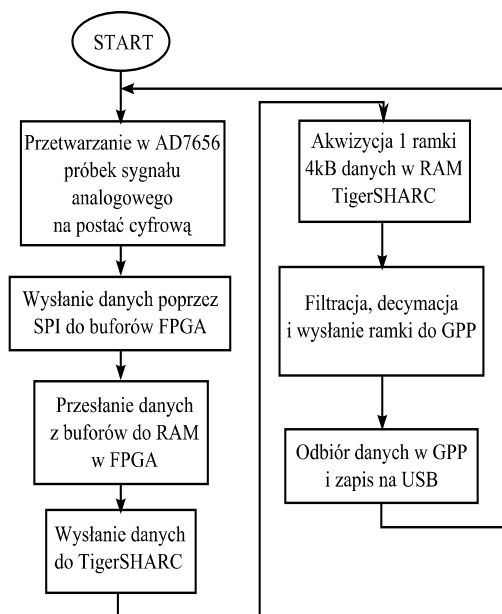 START
Przetwarzanie w AD7656
próbek sygnału
analogowego
na postać cyfrową
Wysłanie danych poprzez
SPI do buforów FPGA
Przesłanie danych
z buforów do RAM
w FPGA
Wysłanie danych
do TigerSHARC
Akwizycja 1 ramki
4kB danych w RAM
TigerSHARC
Filtracja, decymacja
i wysłanie ramki do GPP
Odbiór danych w GPP
i zapis na USB